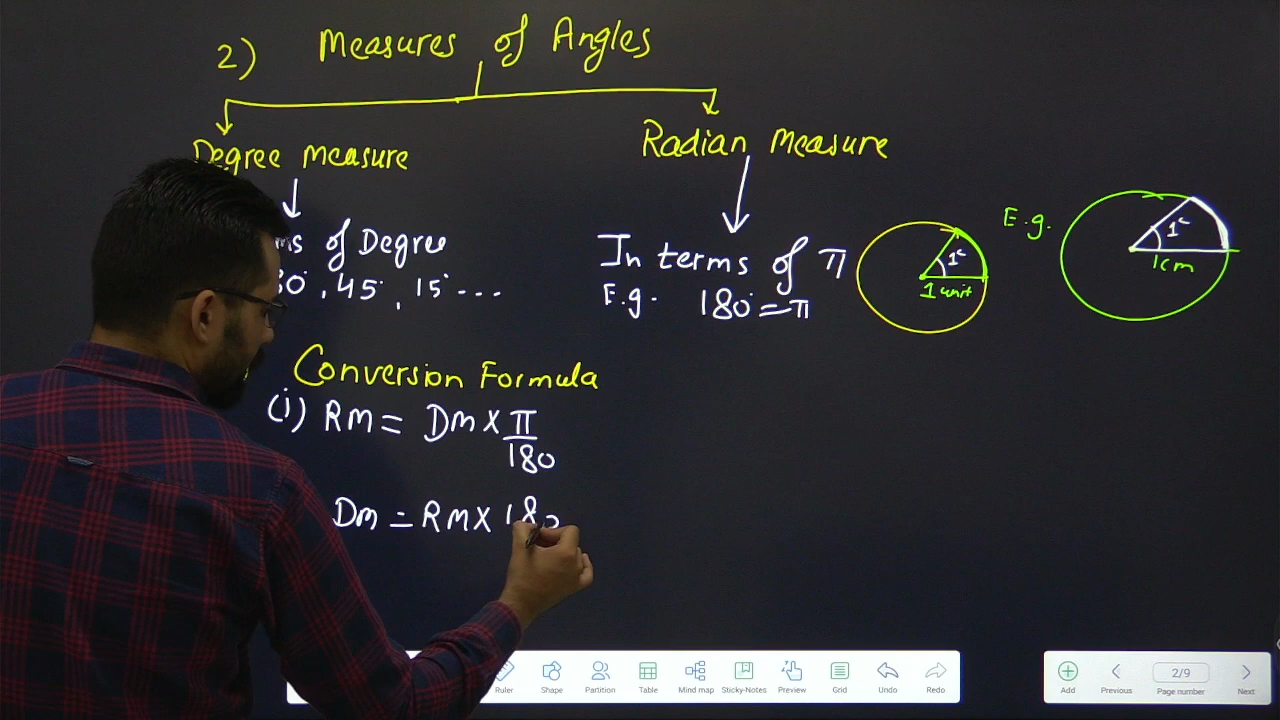 2) Measures of Angles
Degree Measure
Radian Measure
of Degree
, 45°, 15° ...
In terms of π
E.g. 180° = π
1ᶜ
1 unit
E.g.
1ᶜ
1cm
Conversion Formula
(i) RM = DM × π/180
DM = RM × 180
Ruler
Shape
Partition
Table
Mind map
Sticky-Notes
Preview
Grid
Undo
Redo
Add
Previous
2/9
Page number
Next